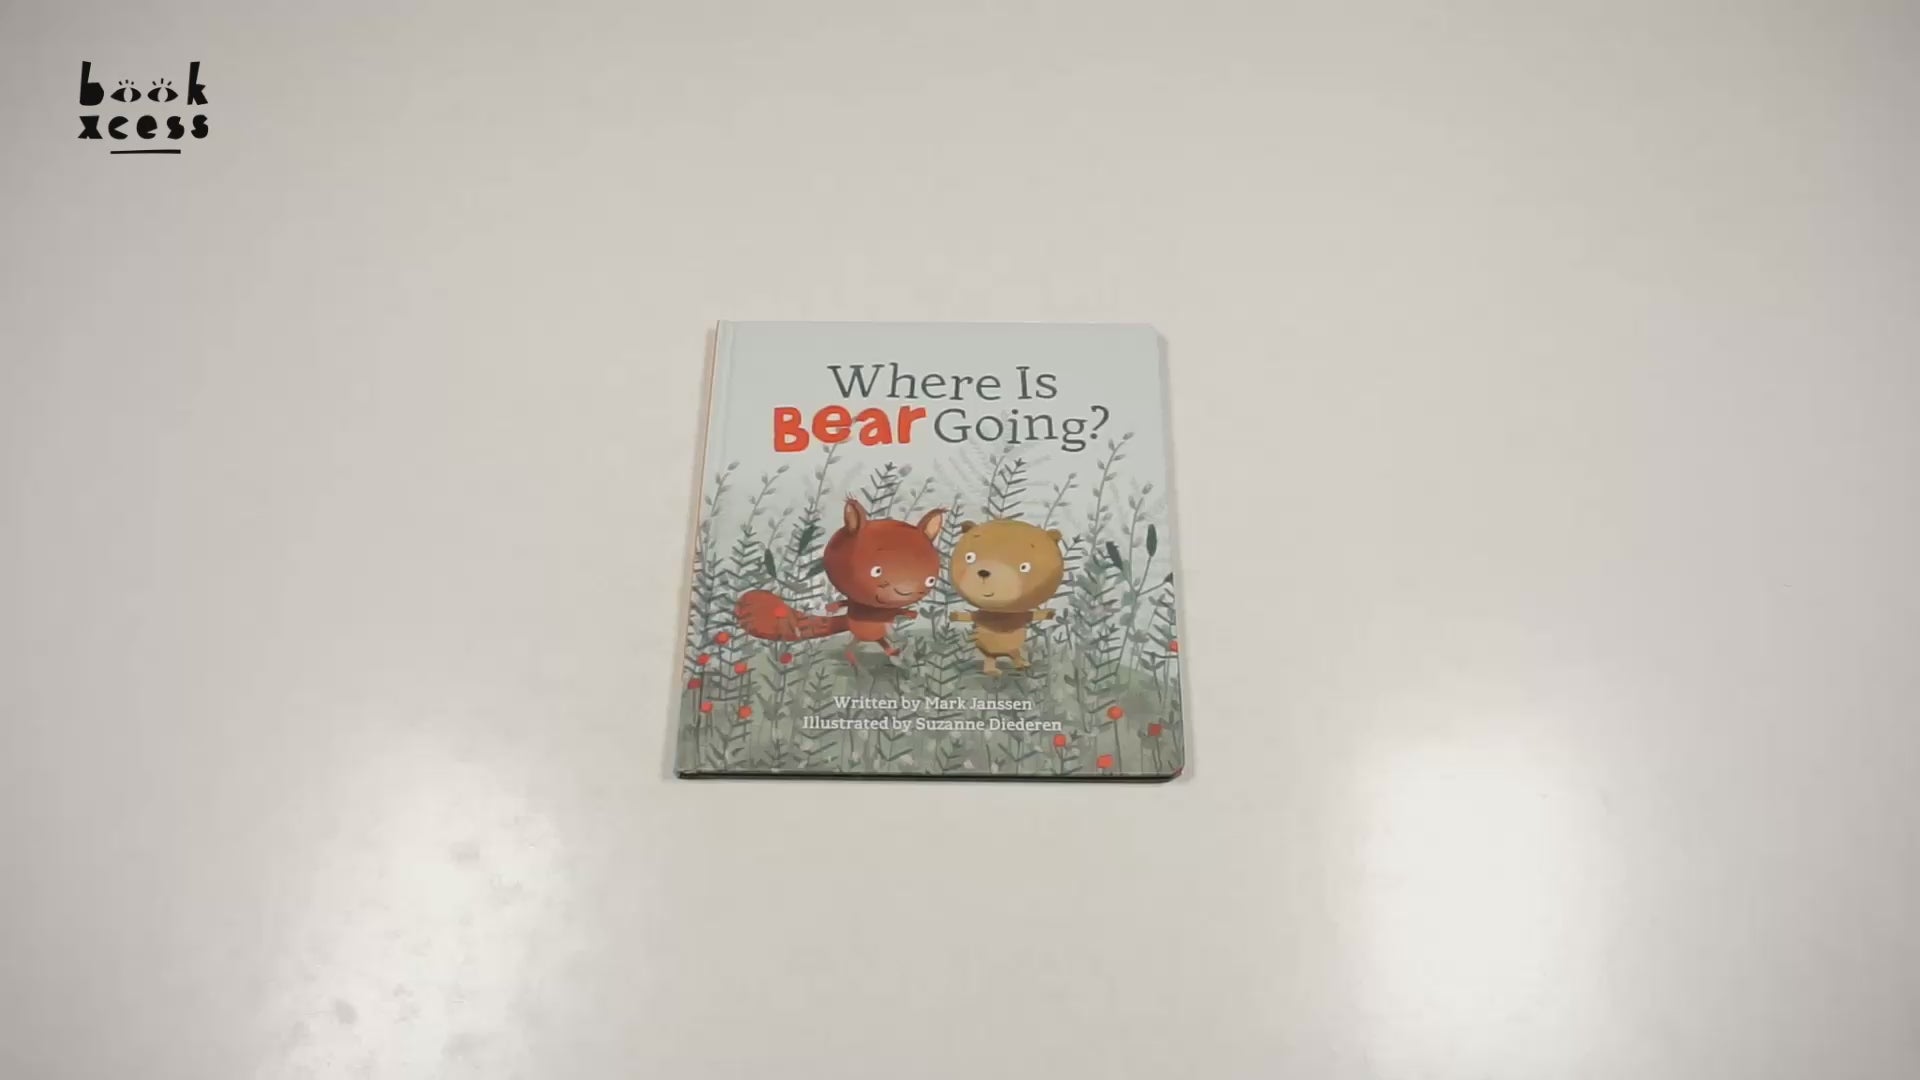 book
xcess
Where Is
Bear Going?
Written by Mark Janssen
Illustrated by Suzanne Diederen